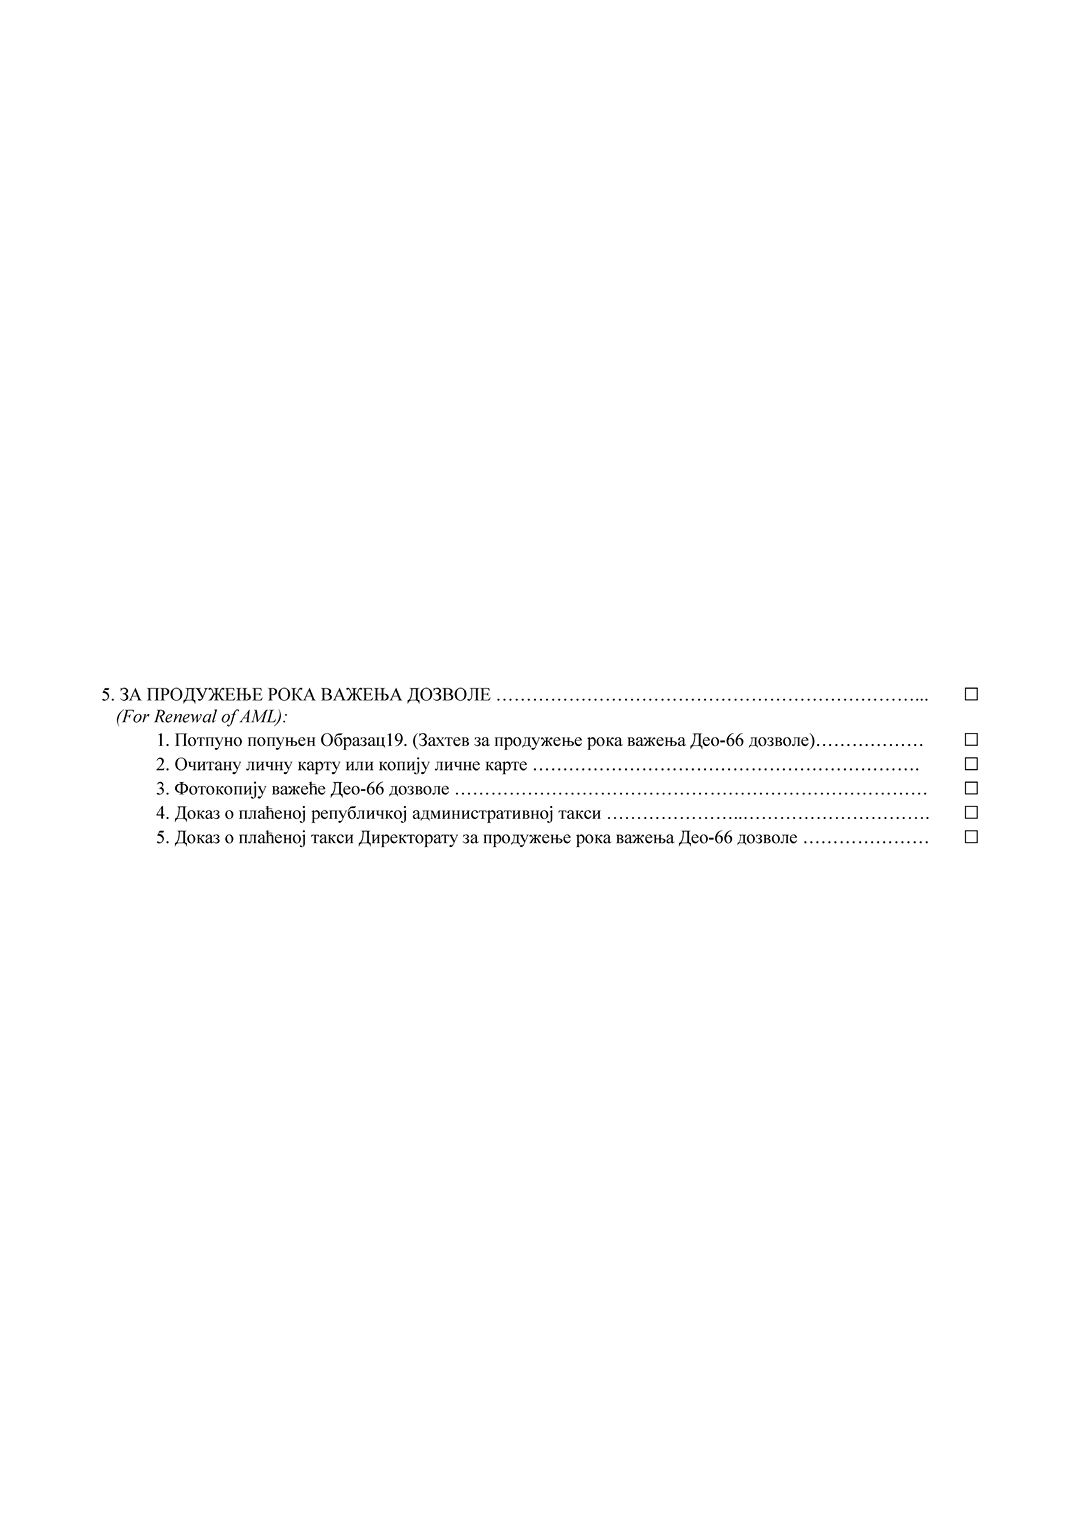 5. ЗА ПРОДУЖЕЊЕ РОКА ВАЖЕЊА ДОЗВОЛЕ ……………………………………………………………... ☐
(For Renewal of AML):
1. Потпуно попуњен Образац19. (Захтев за продужење рока важења Део-66 дозволе)……………… ☐
2. Очитану личну карту или копију личне карте ………………………………………………………. ☐
3. Фотокопију важеће Део-66 дозволе …………………………………………………………………… ☐
4. Доказ о плаћеној републичкој административној такси …………………..…………………………. ☐
5. Доказ о плаћеној такси Директорату за продужење рока важења Део-66 дозволе ………………… ☐